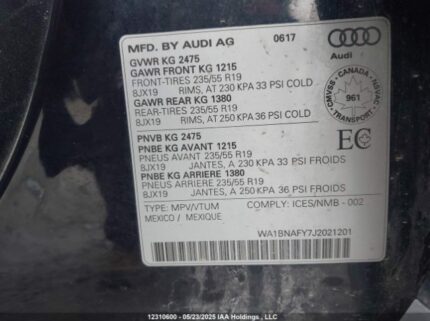 MFD. BY AUDI AG 0617
GVWR KG 2475
GAWR FRONT KG 1215
FRONT-TIRES 235/55 R19
8JX19 RIMS, AT 230 KPA 33 PSI COLD
GAWR REAR KG 1380
REAR-TIRES 235/55 R19
8JX19 RIMS, AT 250 KPA 36 PSI COLD
Audi
CMVSS - CANADA - NSVAC
961
TRANSPORT
EC
PNVB KG 2475
PNBE KG AVANT 1215
PNEUS AVANT 235/55 R19
8JX19 JANTES, A 230 KPA 33 PSI FROIDS
PNBE KG ARRIERE 1380
PNEUS ARRIERE 235/55 R19
8JX19 JANTES, A 250 KPA 36 PSI FROIDS
TYPE: MPV/VTUM COMPLY: ICES/NMB - 002
MEXICO / MEXIQUE
WA1BNAFY7J2021201
12310600 - 05/23/2025 IAA Holdings , LLC